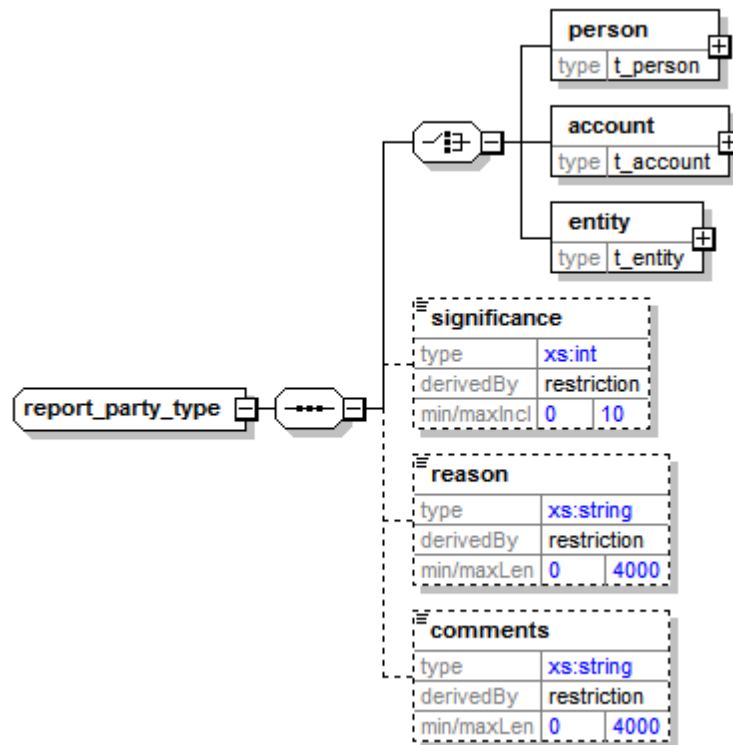 person
type t_person
account
type t_account
entity
type t_entity
significance
type xs:int
derivedBy restriction
min/maxIncl 0 10
report_party_type
reason
type xs:string
derivedBy restriction
min/maxLen 0 4000
comments
type xs:string
derivedBy restriction
min/maxLen 0 4000